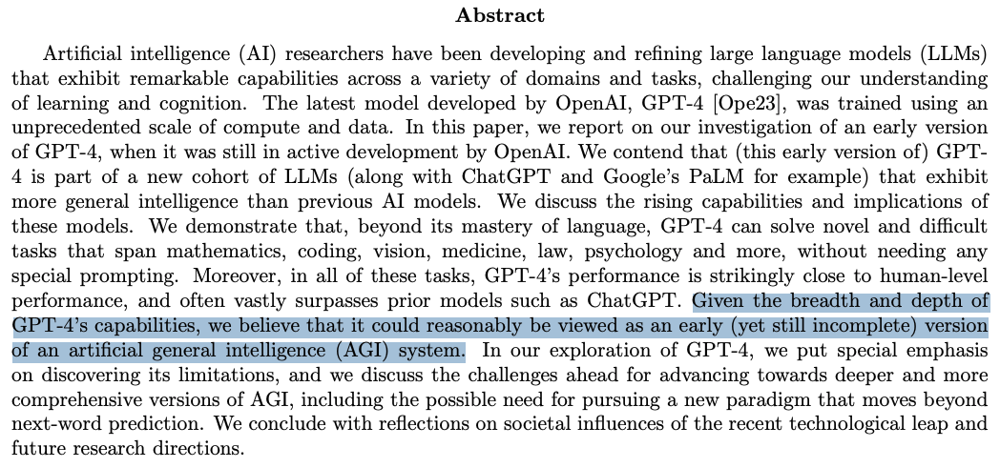 Abstract
Artificial intelligence (AI) researchers have been developing and refining large language models (LLMs)
that exhibit remarkable capabilities across a variety of domains and tasks, challenging our understanding
of learning and cognition. The latest model developed by OpenAI, GPT-4 [Ope23], was trained using an
unprecedented scale of compute and data. In this paper, we report on our investigation of an early version
of GPT-4, when it was still in active development by OpenAI. We contend that (this early version of) GPT-
4 is part of a new cohort of LLMs (along with ChatGPT and Google's PaLM for example) that exhibit
more general intelligence than previous AI models. We discuss the rising capabilities and implications of
these models. We demonstrate that, beyond its mastery of language, GPT-4 can solve novel and difficult
tasks that span mathematics, coding, vision, medicine, law, psychology and more, without needing any
special prompting. Moreover, in all of these tasks, GPT-4's performance is strikingly close to human-level
performance, and often vastly surpasses prior models such as ChatGPT. Given the breadth and depth of
GPT-4's capabilities, we believe that it could reasonably be viewed as an early (yet still incomplete) version
of an artificial general intelligence (AGI) system. In our exploration of GPT-4, we put special emphasis
on discovering its limitations, and we discuss the challenges ahead for advancing towards deeper and more
comprehensive versions of AGI, including the possible need for pursuing a new paradigm that moves beyond
next-word prediction. We conclude with reflections on societal influences of the recent technological leap and
future research directions.